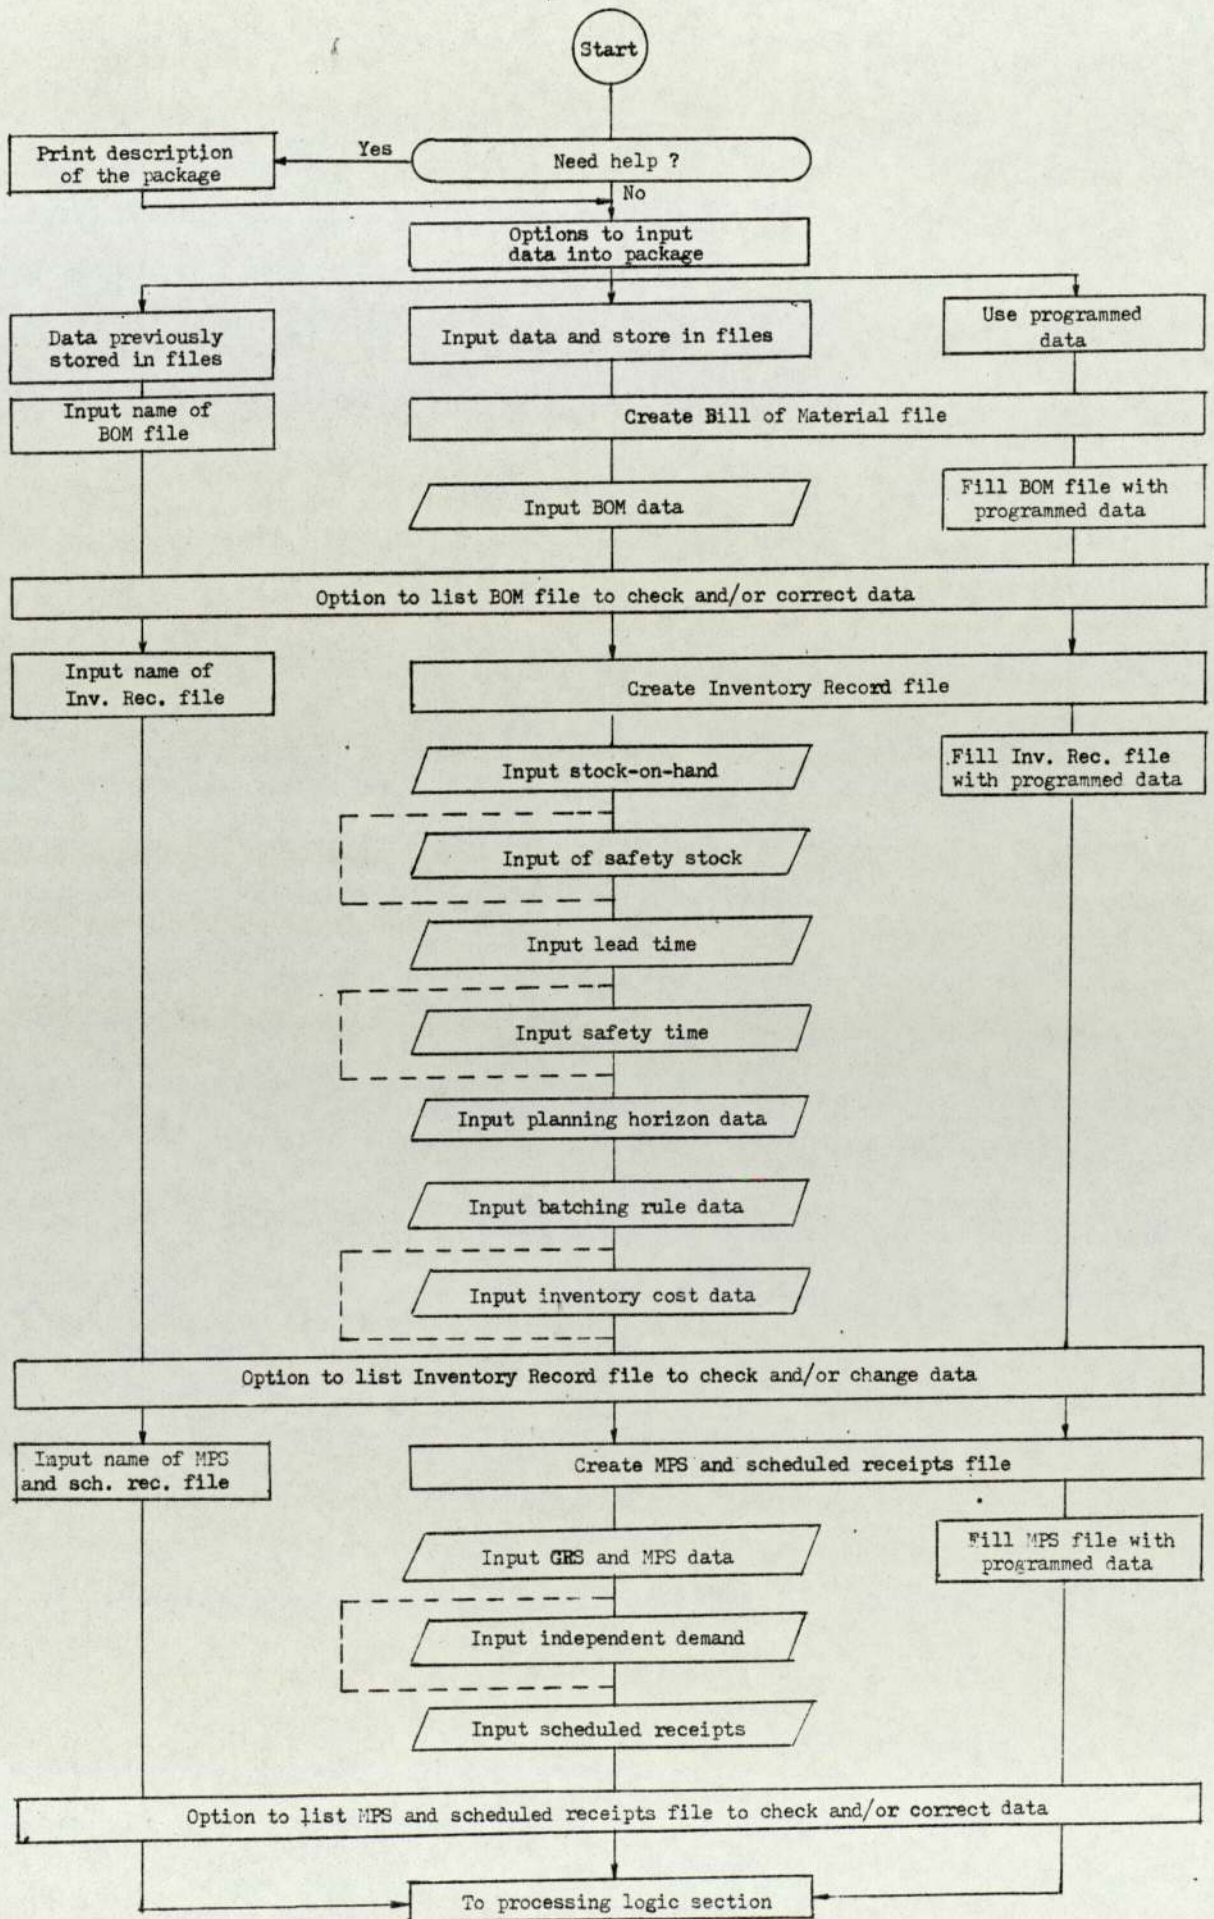 Start
Print description
of the package
Yes
Need help ?
No
Options to input
data into package
Data previously
stored in files
Input data and store in files
Use programmed
data
Input name of
BOM file
Create Bill of Material file
Input BOM data
Fill BOM file with
programmed data
Option to list BOM file to check and/or correct data
Input name of
Inv. Rec. file
Create Inventory Record file
Input stock-on-hand
Fill Inv. Rec. file
with programmed data
Input of safety stock
Input lead time
Input safety time
Input planning horizon data
Input batching rule data
Input inventory cost data
Option to list Inventory Record file to check and/or change data
Input name of MPS
and sch. rec. file
Create MPS and scheduled receipts file
Input GRS and MPS data
Fill MPS file with
programmed data
Input independent demand
Input scheduled receipts
Option to list MPS and scheduled receipts file to check and/or correct data
To processing logic section